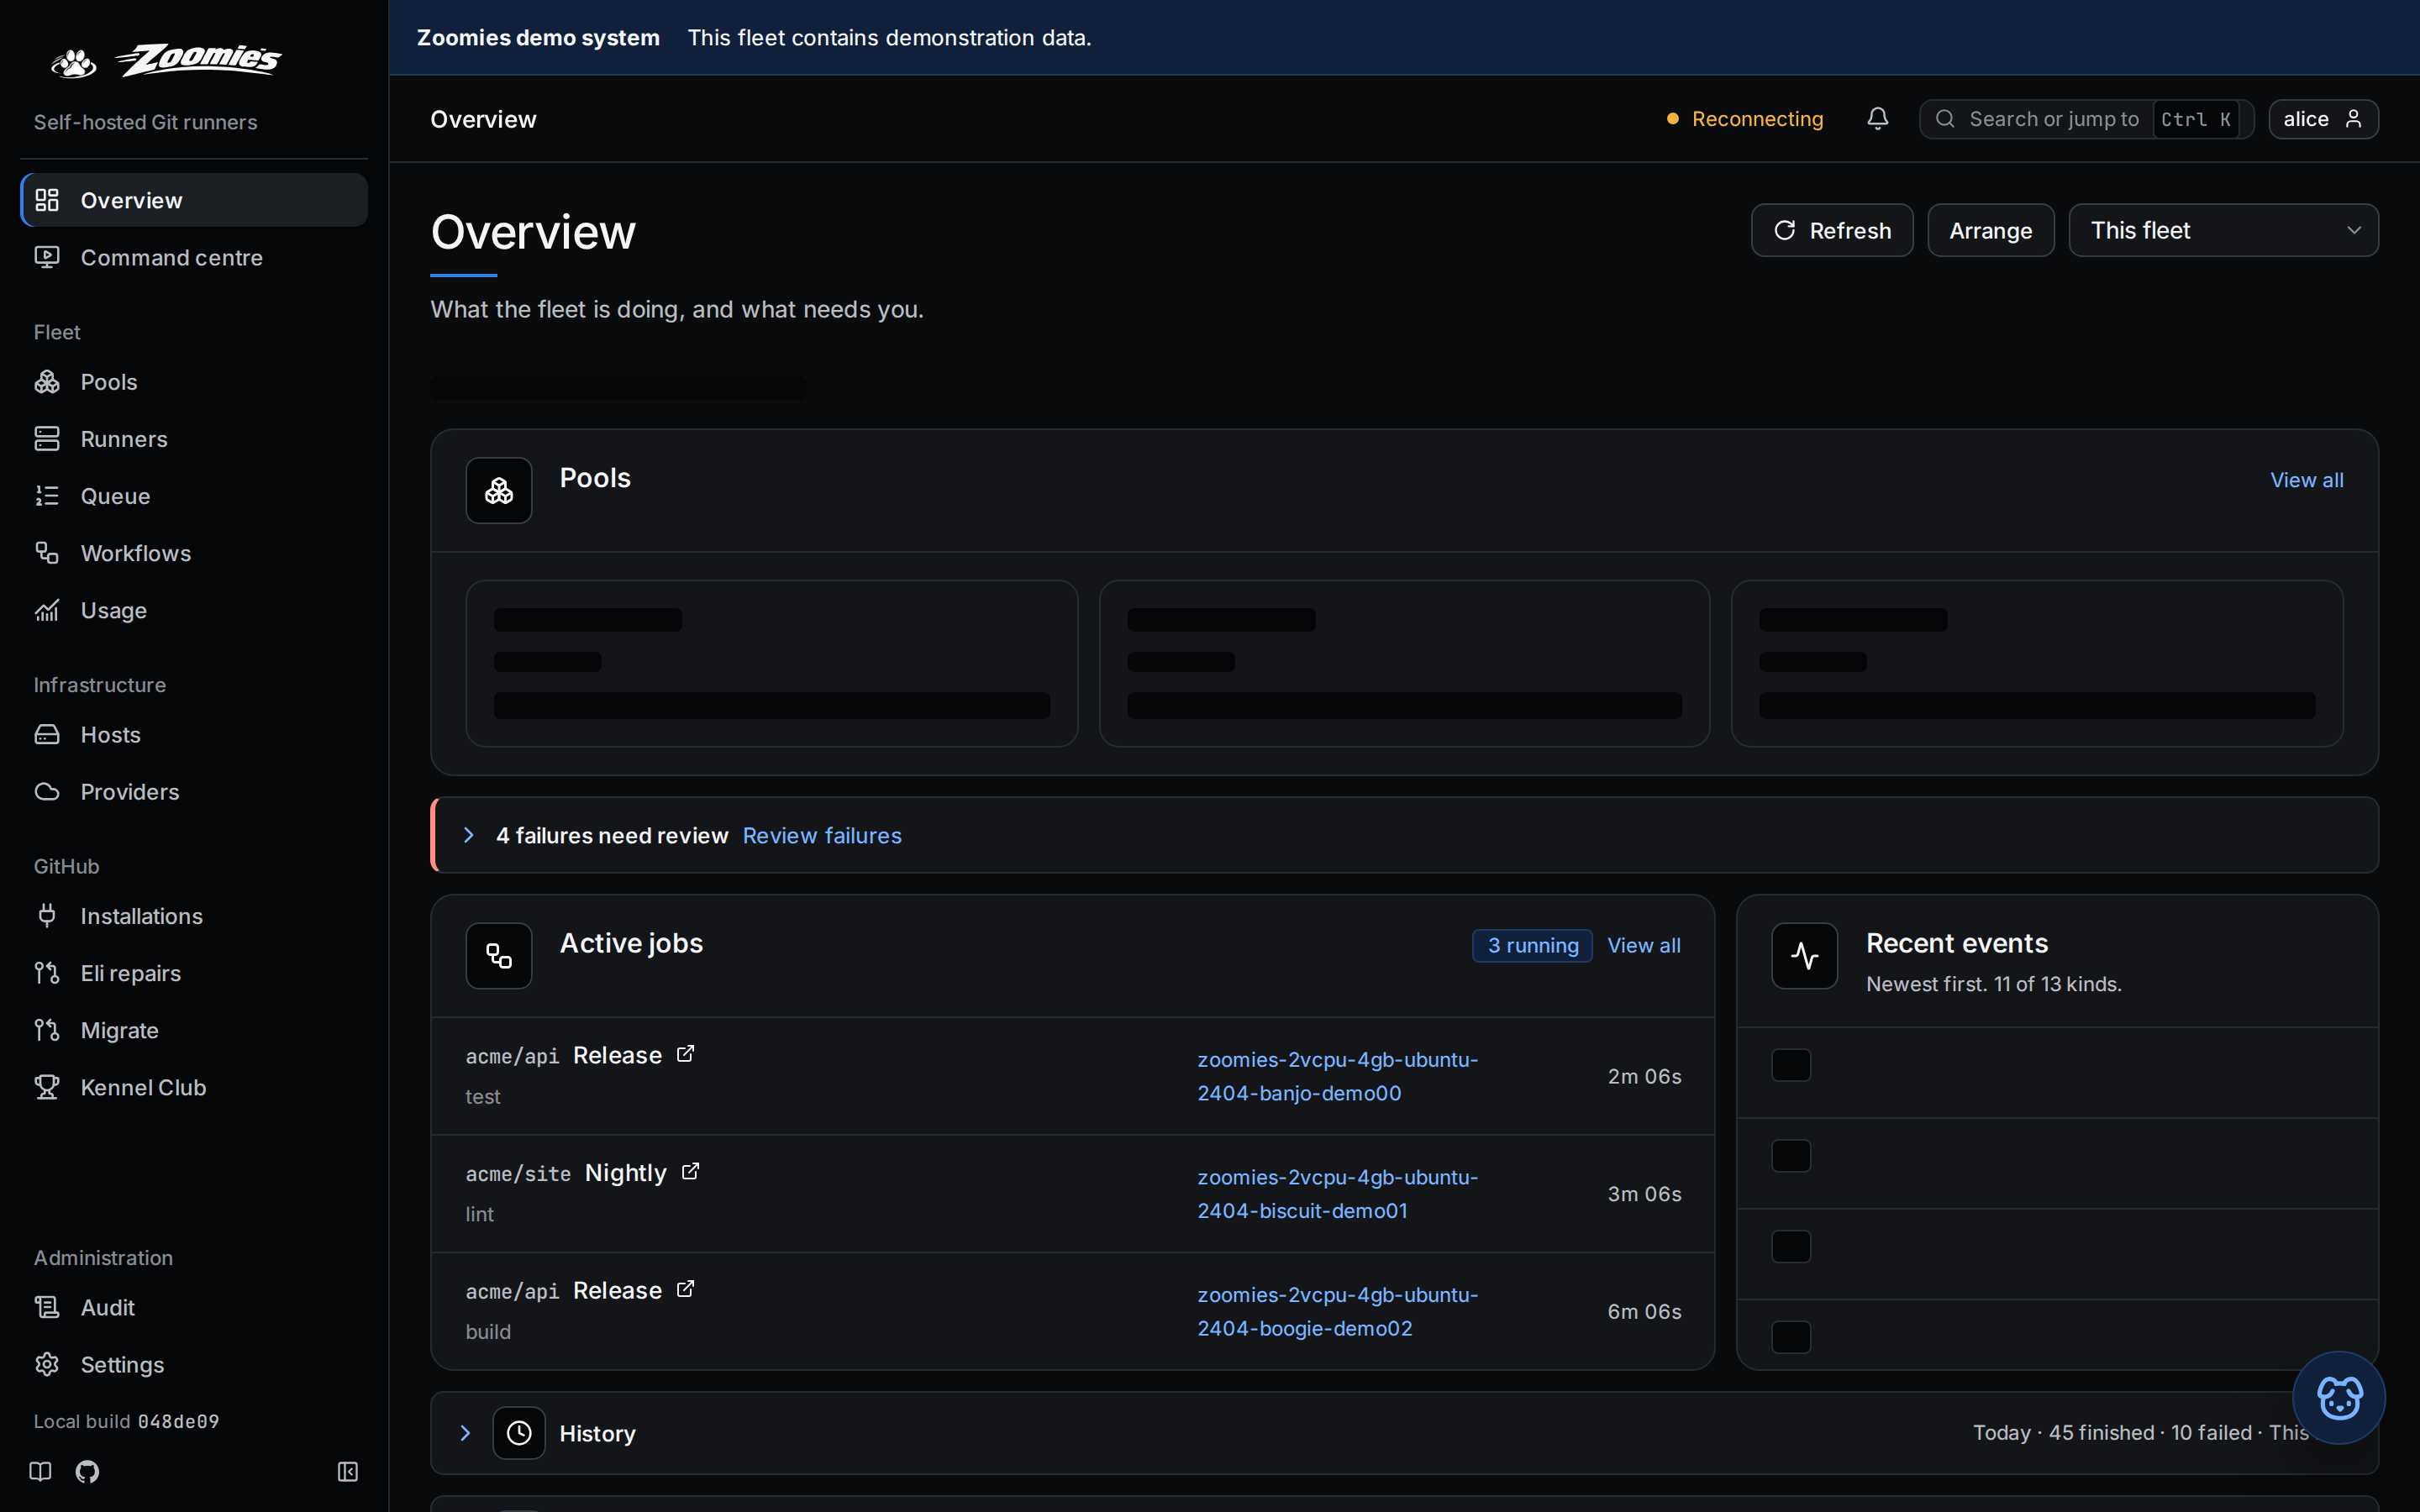 Zoomies
Self-hosted Git runners
Overview
Command centre
Fleet
Pools
Runners
Queue
Workflows
Usage
Infrastructure
Hosts
Providers
GitHub
Installations
Eli repairs
Migrate
Kennel Club
Administration
Audit
Settings
Local build 048de09
Zoomies demo system This fleet contains demonstration data.
Overview
Reconnecting
Search or jump to Ctrl K
alice
Overview
Refresh
Arrange
This fleet
What the fleet is doing, and what needs you.
Pools
View all
4 failures need review Review failures
Active jobs
3 running View all
acme/api Release
test
zoomies-2vcpu-4gb-ubuntu-
2404-banjo-demo00
2m 06s
acme/site Nightly
lint
zoomies-2vcpu-4gb-ubuntu-
2404-biscuit-demo01
3m 06s
acme/api Release
build
zoomies-2vcpu-4gb-ubuntu-
2404-boogie-demo02
6m 06s
Recent events
Newest first. 11 of 13 kinds.
History
Today · 45 finished · 10 failed · This